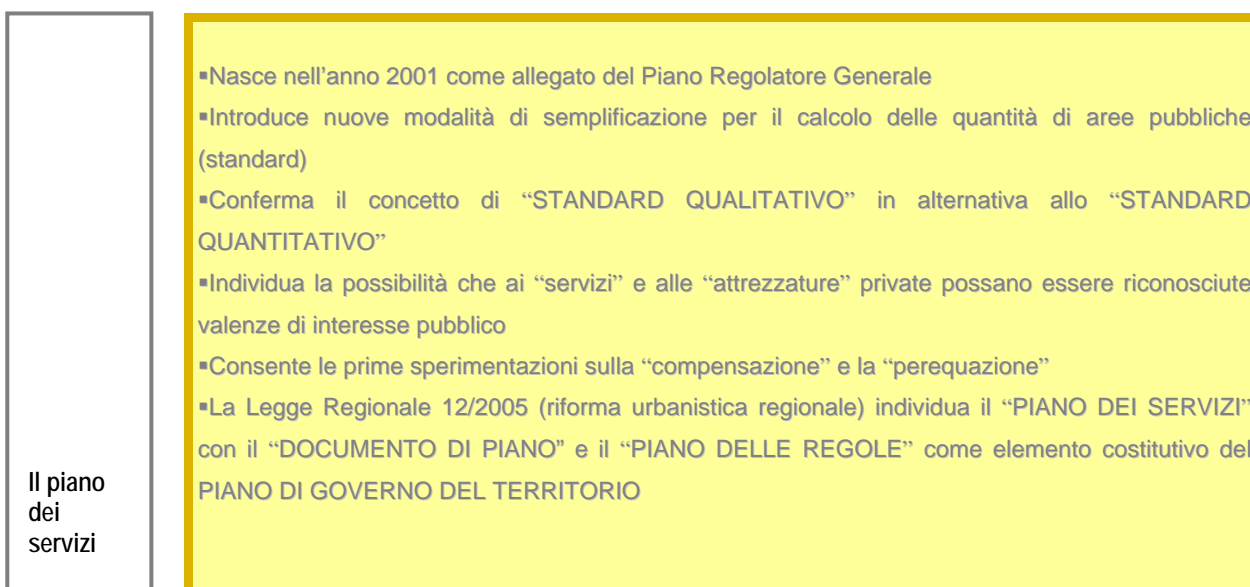 ▪Nasce nell’anno 2001 come allegato del Piano Regolatore Generale
▪Introduce nuove modalità di semplificazione per il calcolo delle quantità di aree pubbliche
(standard)
▪Conferma il concetto di “STANDARD QUALITATIVO” in alternativa allo “STANDARD
QUANTITATIVO”
▪Individua la possibilità che ai “servizi” e alle “attrezzature” private possano essere riconosciute
valenze di interesse pubblico
▪Consente le prime sperimentazioni sulla “compensazione” e la “perequazione”
▪La Legge Regionale 12/2005 (riforma urbanistica regionale) individua il “PIANO DEI SERVIZI”
con il “DOCUMENTO DI PIANO” e il “PIANO DELLE REGOLE” come elemento costitutivo del
PIANO DI GOVERNO DEL TERRITORIO
Il piano
dei
servizi